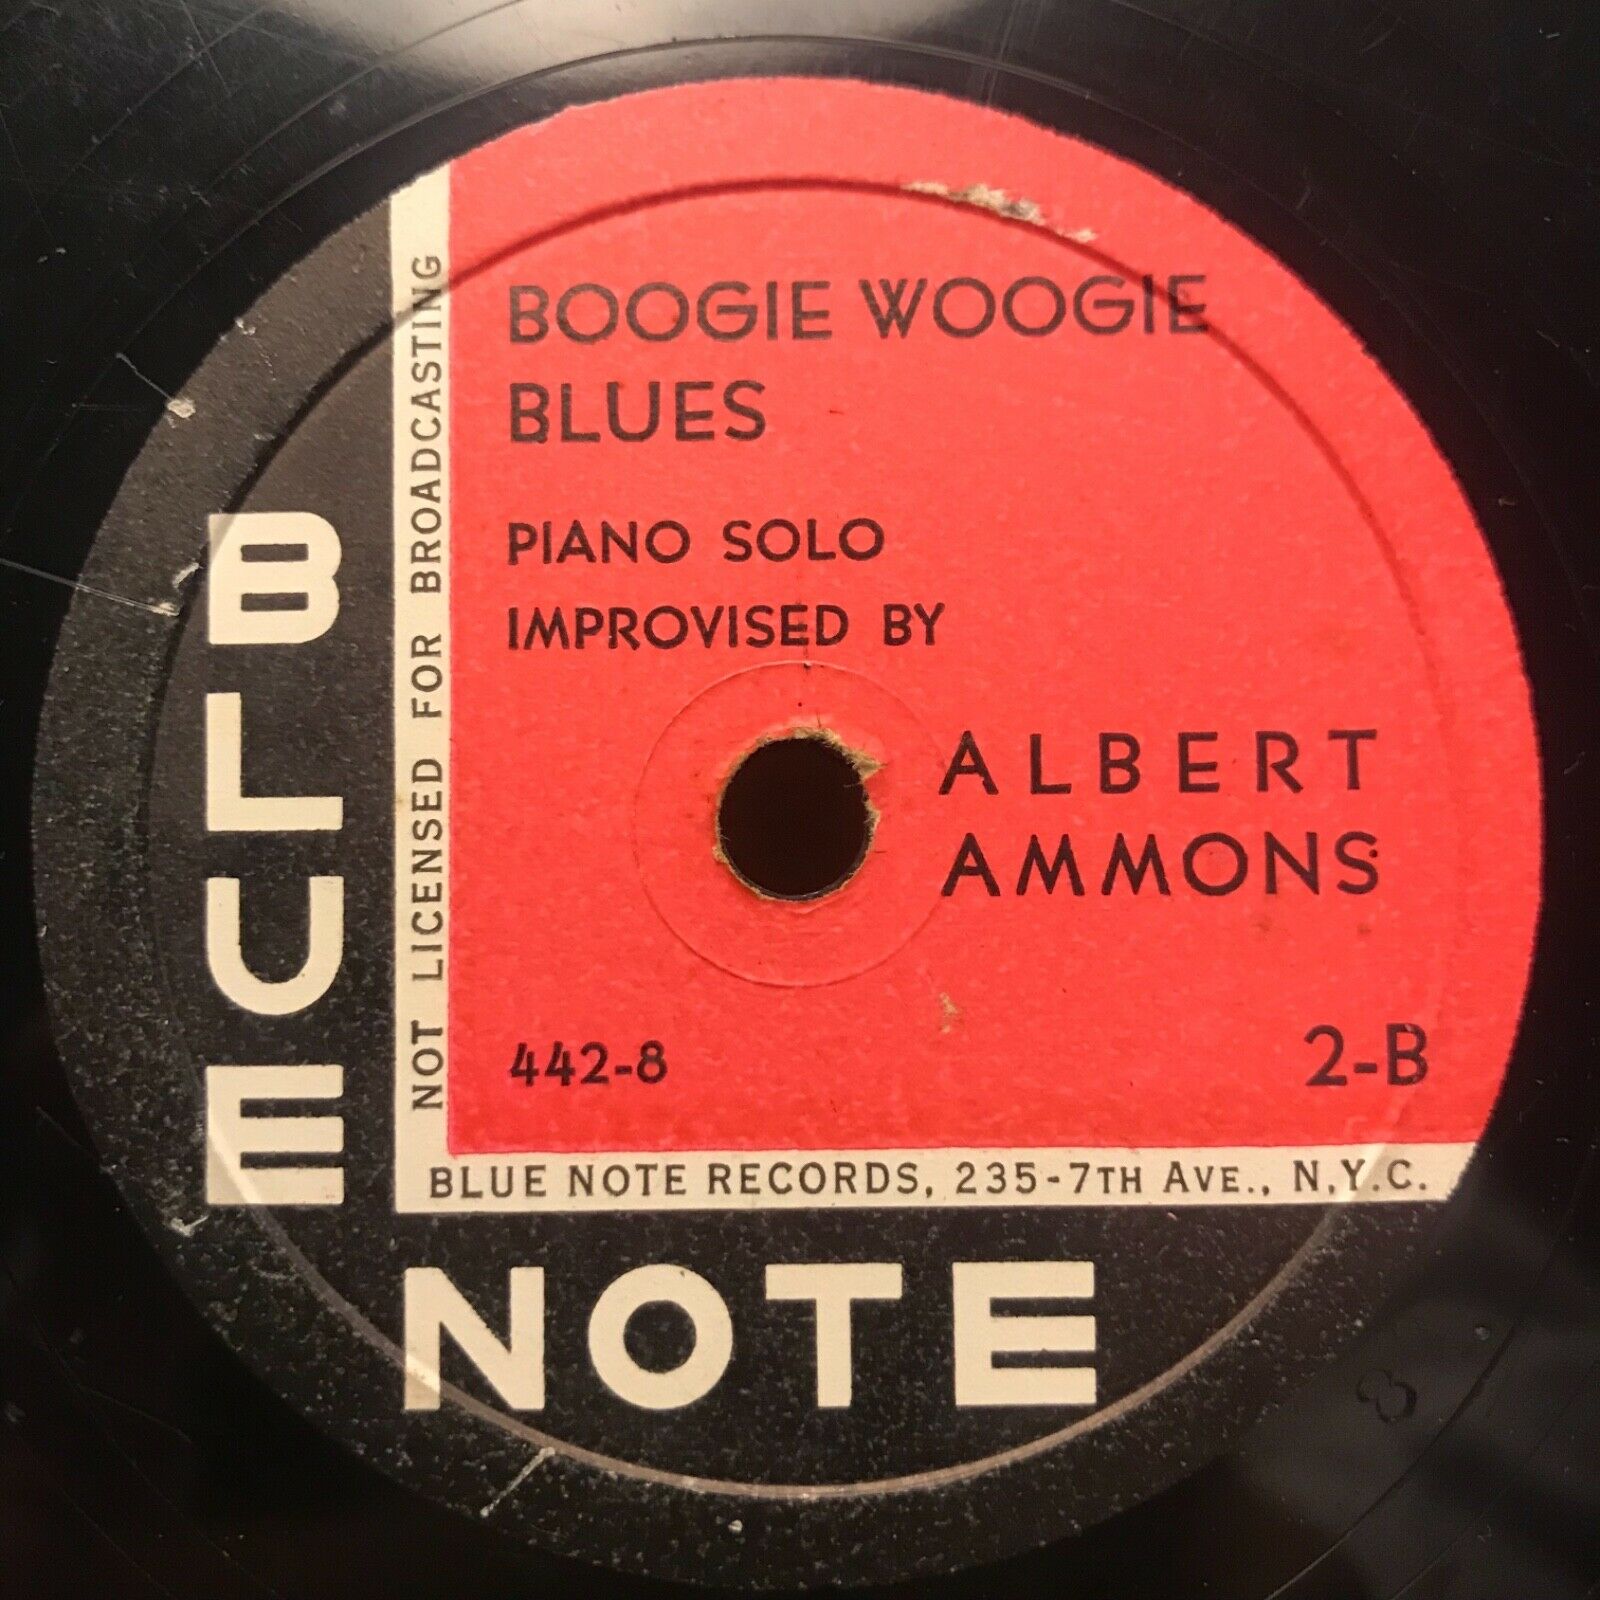 BOOGIE WOOGIE
BLUES
PIANO SOLO
IMPROVISED BY
ALBERT
AMMONS
442-8
2-B
NOT LICENSED FOR BROADCASTING
BLUE NOTE RECORDS, 235-7TH AVE., N.Y.C.
BLUE
NOTE
8